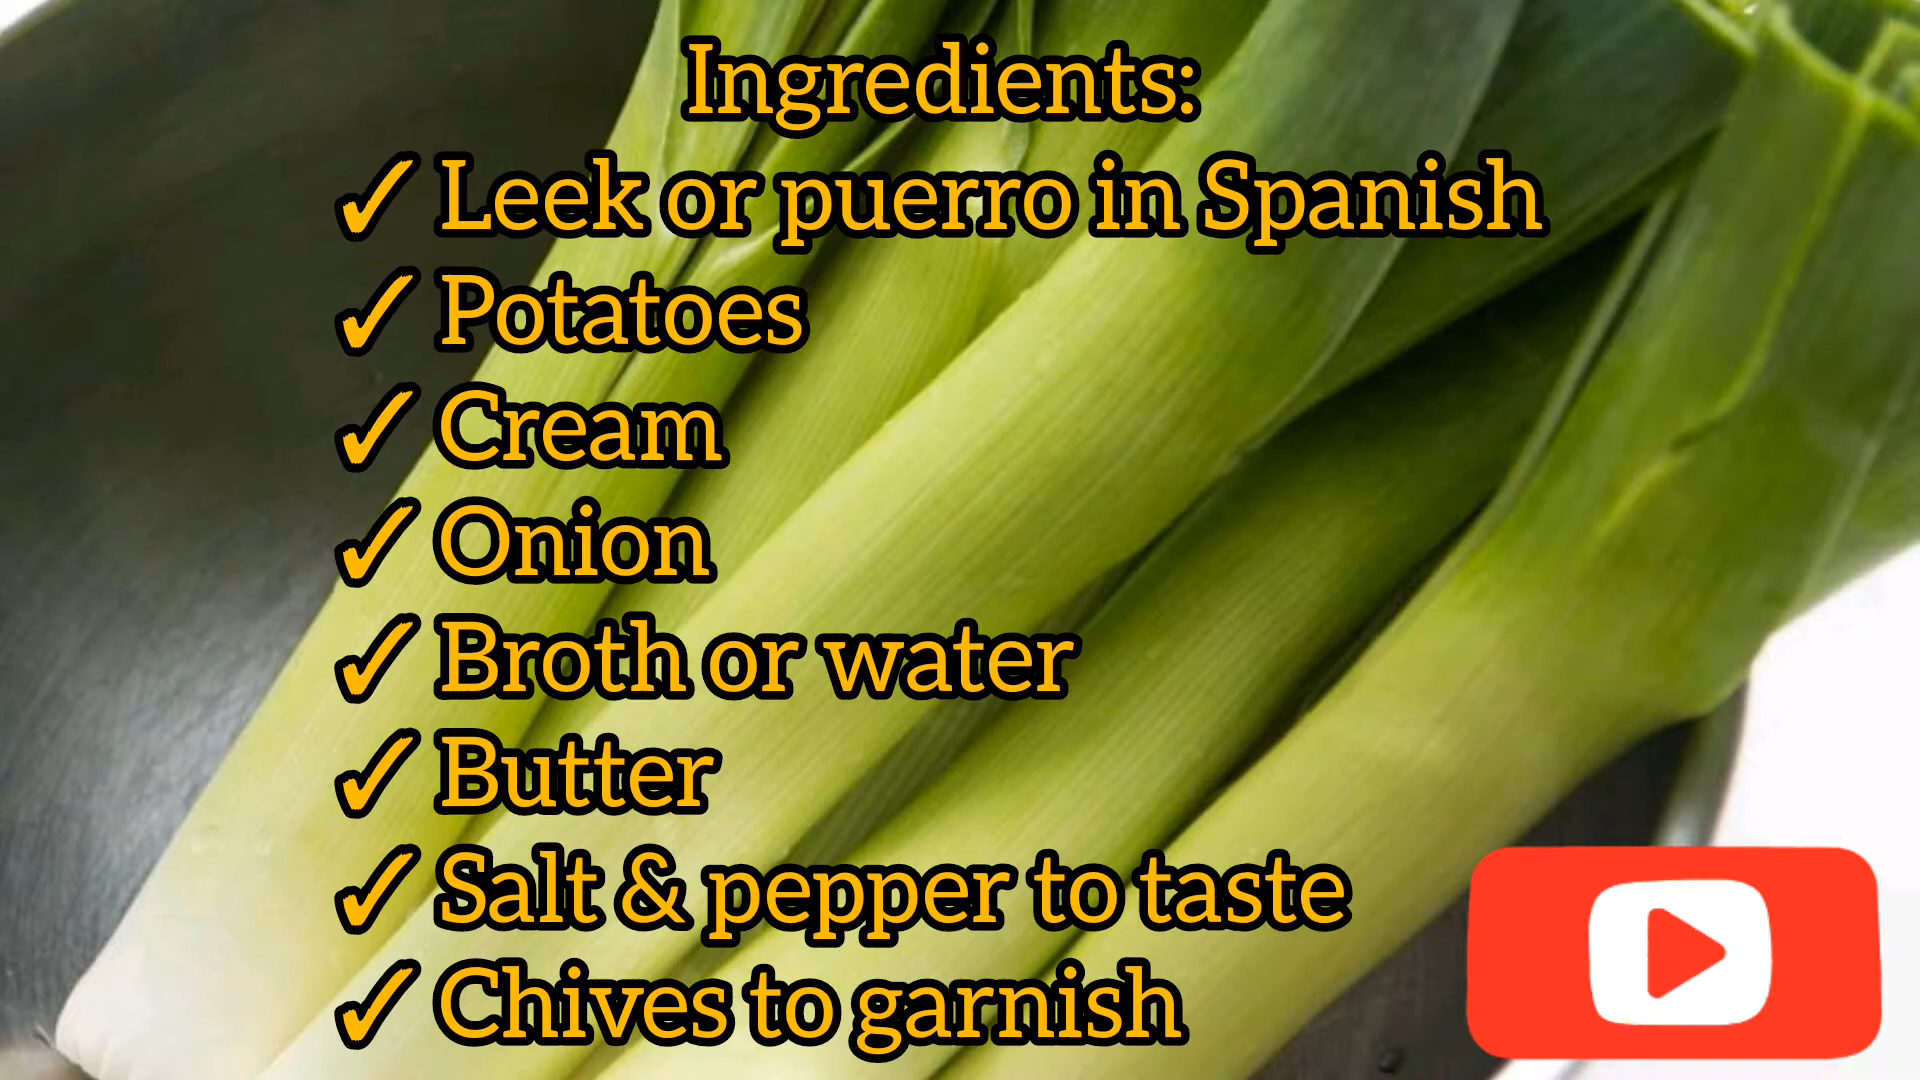 Ingredients:
✓ Leek or puerro in Spanish
✓ Potatoes
✓ Cream
✓ Onion
✓ Broth or water
✓ Butter
✓ Salt & pepper to taste
✓ Chives to garnish